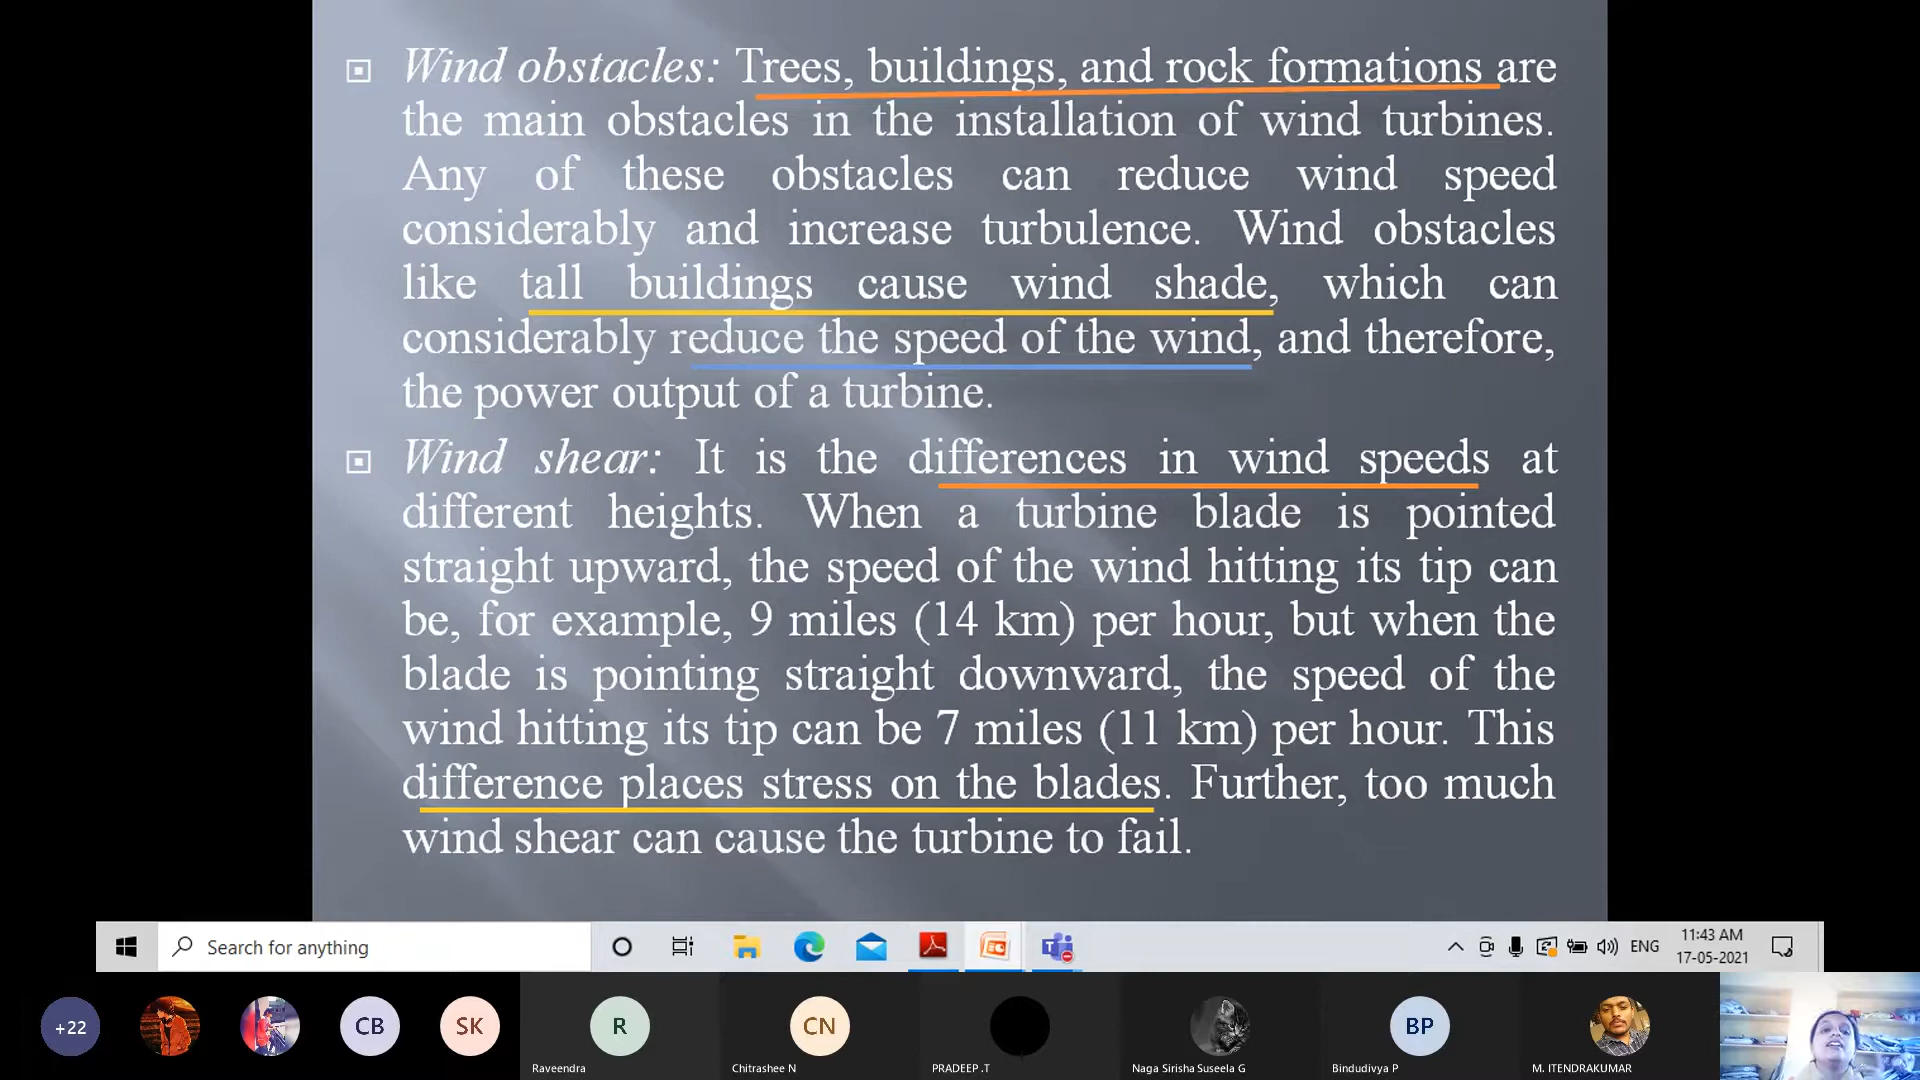 Wind obstacles: Trees, buildings, and rock formations are
the main obstacles in the installation of wind turbines.
Any of these obstacles can reduce wind speed
considerably and increase turbulence. Wind obstacles
like tall buildings cause wind shade, which can
considerably reduce the speed of the wind, and therefore,
the power output of a turbine.
Wind shear: It is the differences in wind speeds at
different heights. When a turbine blade is pointed
straight upward, the speed of the wind hitting its tip can
be, for example, 9 miles (14 km) per hour, but when the
blade is pointing straight downward, the speed of the
wind hitting its tip can be 7 miles (11 km) per hour. This
difference places stress on the blades. Further, too much
wind shear can cause the turbine to fail.
Search for anything
ENG
11:43 AM
17-05-2021
+22
CB
SK
R
CN
BP
Raveendra
Chitrashee N
PRADEEP .T
Naga Sirisha Suseela G
Bindudivya P
M. ITENDRAKUMAR